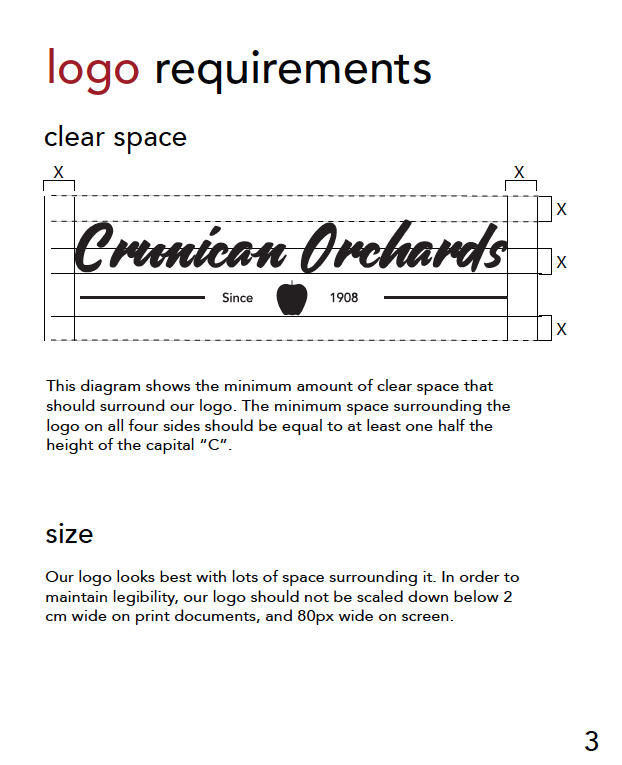 logo requirements
clear space
X X
X
Crunican Orchards
X
Since 1908
X
This diagram shows the minimum amount of clear space that
should surround our logo. The minimum space surrounding the
logo on all four sides should be equal to at least one half the
height of the capital “C”.
size
Our logo looks best with lots of space surrounding it. In order to
maintain legibility, our logo should not be scaled down below 2
cm wide on print documents, and 80px wide on screen.
3